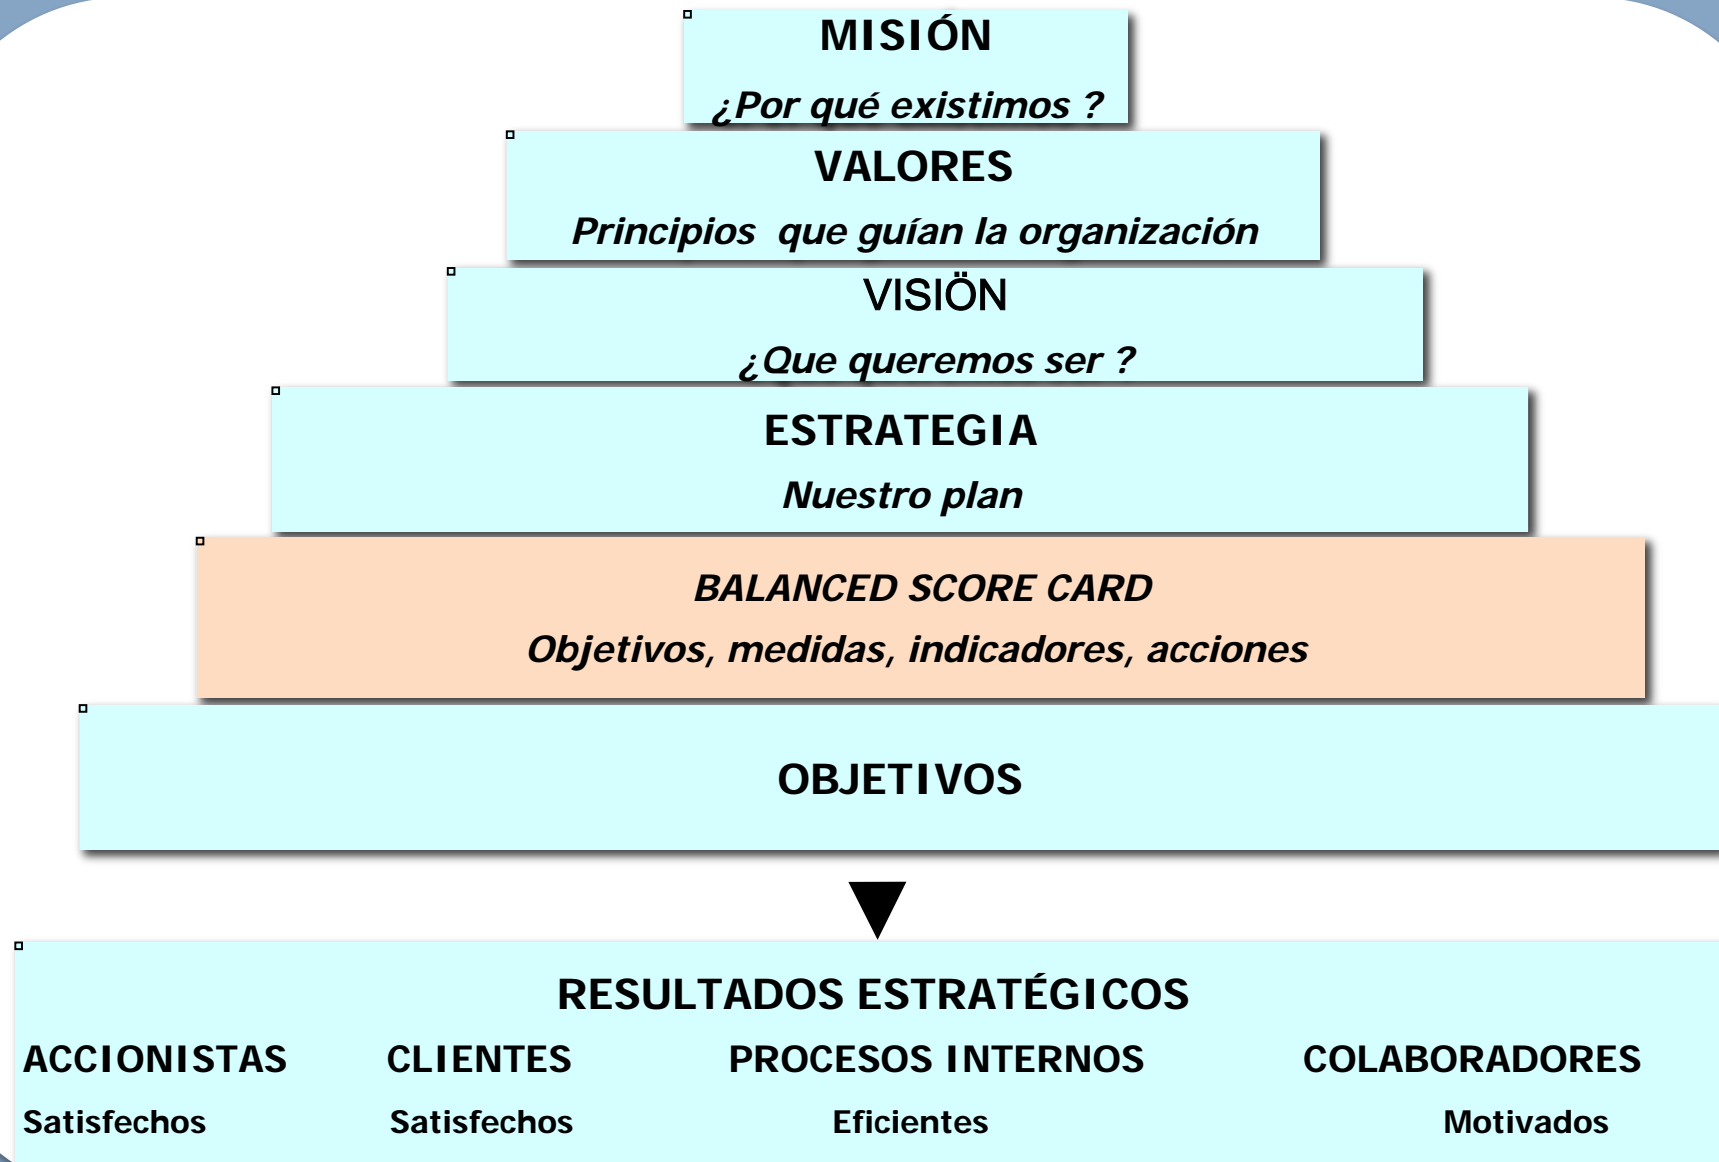 MISIÓN
¿Por qué existimos ?
VALORES
Principios que guían la organización
VISIÖN
¿Que queremos ser ?
ESTRATEGIA
Nuestro plan
BALANCED SCORE CARD
Objetivos, medidas, indicadores, acciones
OBJETIVOS
RESULTADOS ESTRATÉGICOS
ACCIONISTAS CLIENTES PROCESOS INTERNOS COLABORADORES
Satisfechos Satisfechos Eficientes Motivados